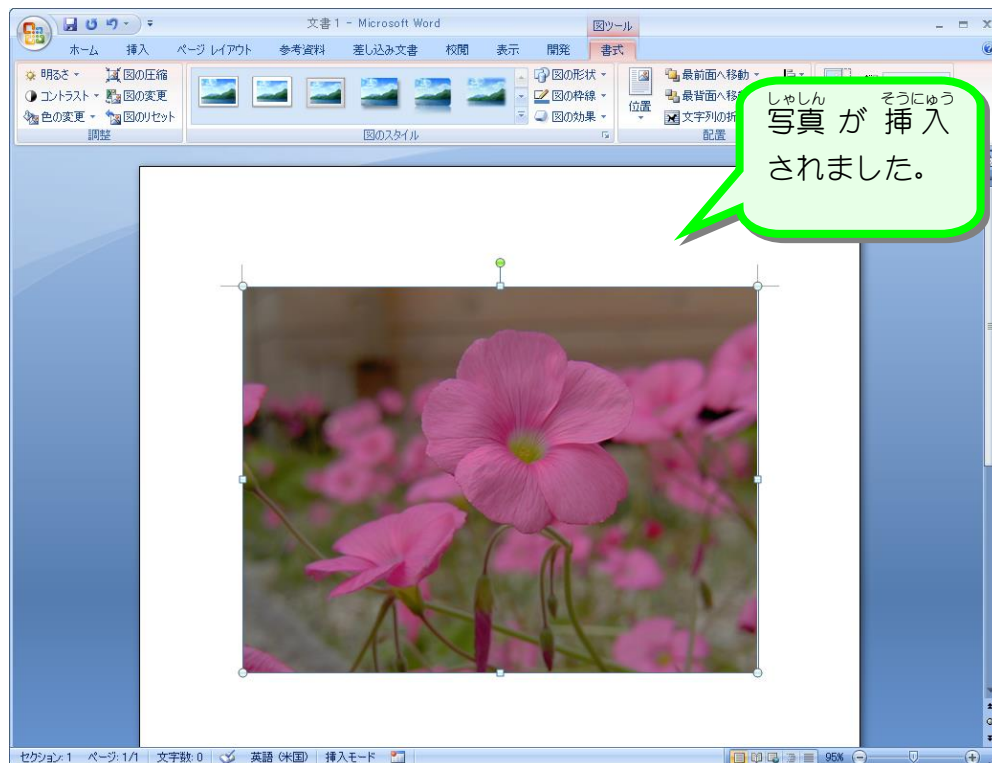 文書 1 - Microsoft Word
図ツール
ホーム 挿入 ページ レイアウト 参考資料 差し込み文書 校閲 表示 開発 書式
明るさ 図の圧縮
コントラスト 図の変更
色の変更 図のリセット
調整
図のスタイル
図の形状
図の枠線
図の効果
位置
最前面へ移動
最背面へ移
文字列の折
配置
しゃしん そうにゅう
写真 が 挿入
されました。
セクション: 1 ページ: 1/1 文字数: 0 英語 (米国) 挿入モード 95%